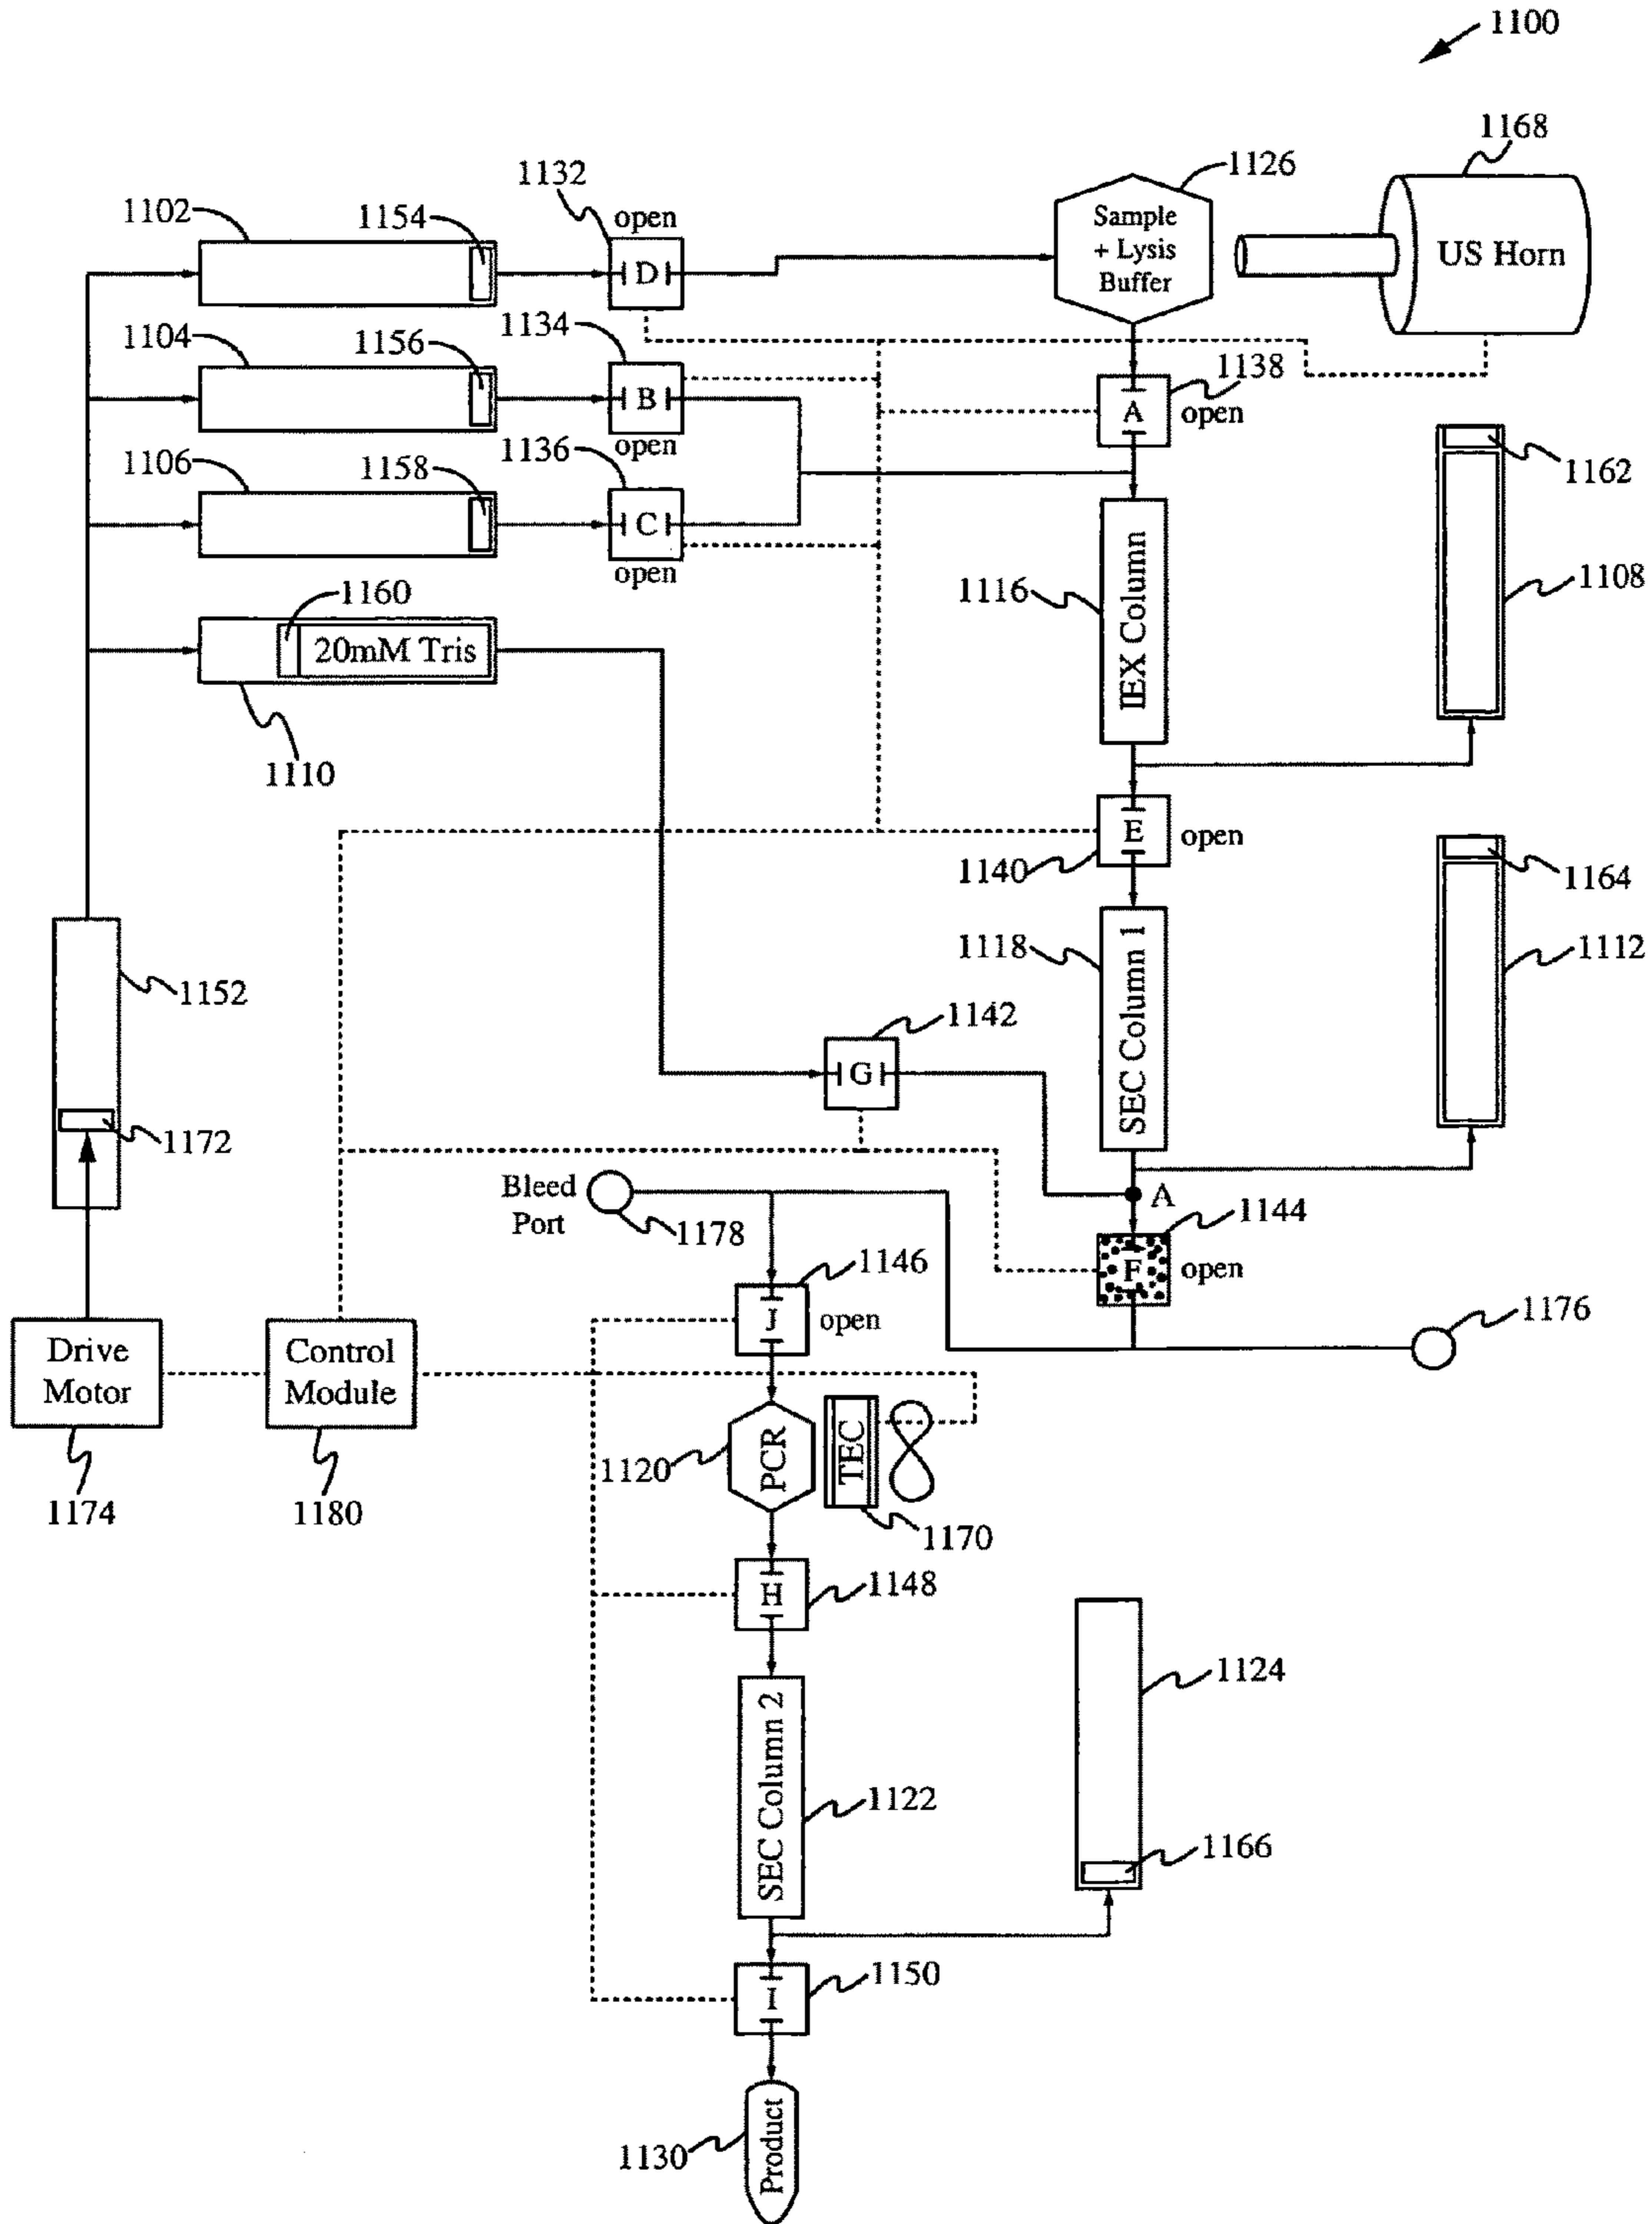 1100
1168
1132
1126
1102
1154
open
Sample
+ Lysis
Buffer
US Horn
D
1104
1156
1134
1138
B
A
open
open
1106
1158
1136
1162
C
open
1160
20mM Tris
1116
IEX Column
1108
1110
E
open
1140
1164
1118
SEC Column 1
1112
1152
1142
G
1172
Bleed
Port
1178
A
1144
1146
F
open
J
open
1176
Drive
Motor
Control
Module
1120
PCR
TEC
1174
1180
1170
H
1148
1124
SEC Column 2
1122
1166
1150
I
1130
Product